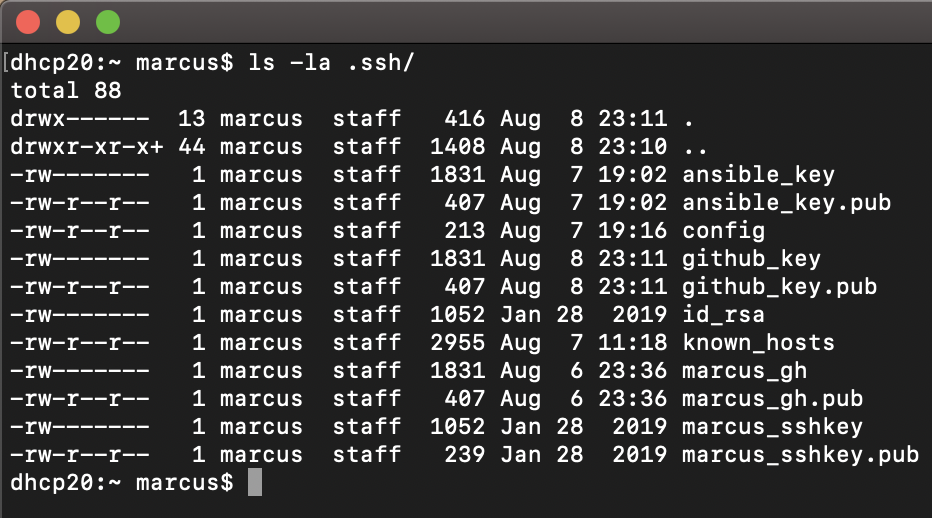 [dhcp20:~ marcus$ ls -la .ssh/
total 88
drwx------  13 marcus  staff   416 Aug  8 23:11 .
drwxr-xr-x+ 44 marcus  staff  1408 Aug  8 23:10 ..
-rw-------   1 marcus  staff  1831 Aug  7 19:02 ansible_key
-rw-r--r--   1 marcus  staff   407 Aug  7 19:02 ansible_key.pub
-rw-r--r--   1 marcus  staff   213 Aug  7 19:16 config
-rw-------   1 marcus  staff  1831 Aug  8 23:11 github_key
-rw-r--r--   1 marcus  staff   407 Aug  8 23:11 github_key.pub
-rw-------   1 marcus  staff  1052 Jan 28  2019 id_rsa
-rw-r--r--   1 marcus  staff  2955 Aug  7 11:18 known_hosts
-rw-------   1 marcus  staff  1831 Aug  6 23:36 marcus_gh
-rw-r--r--   1 marcus  staff   407 Aug  6 23:36 marcus_gh.pub
-rw-------   1 marcus  staff  1052 Jan 28  2019 marcus_sshkey
-rw-r--r--   1 marcus  staff   239 Jan 28  2019 marcus_sshkey.pub
dhcp20:~ marcus$